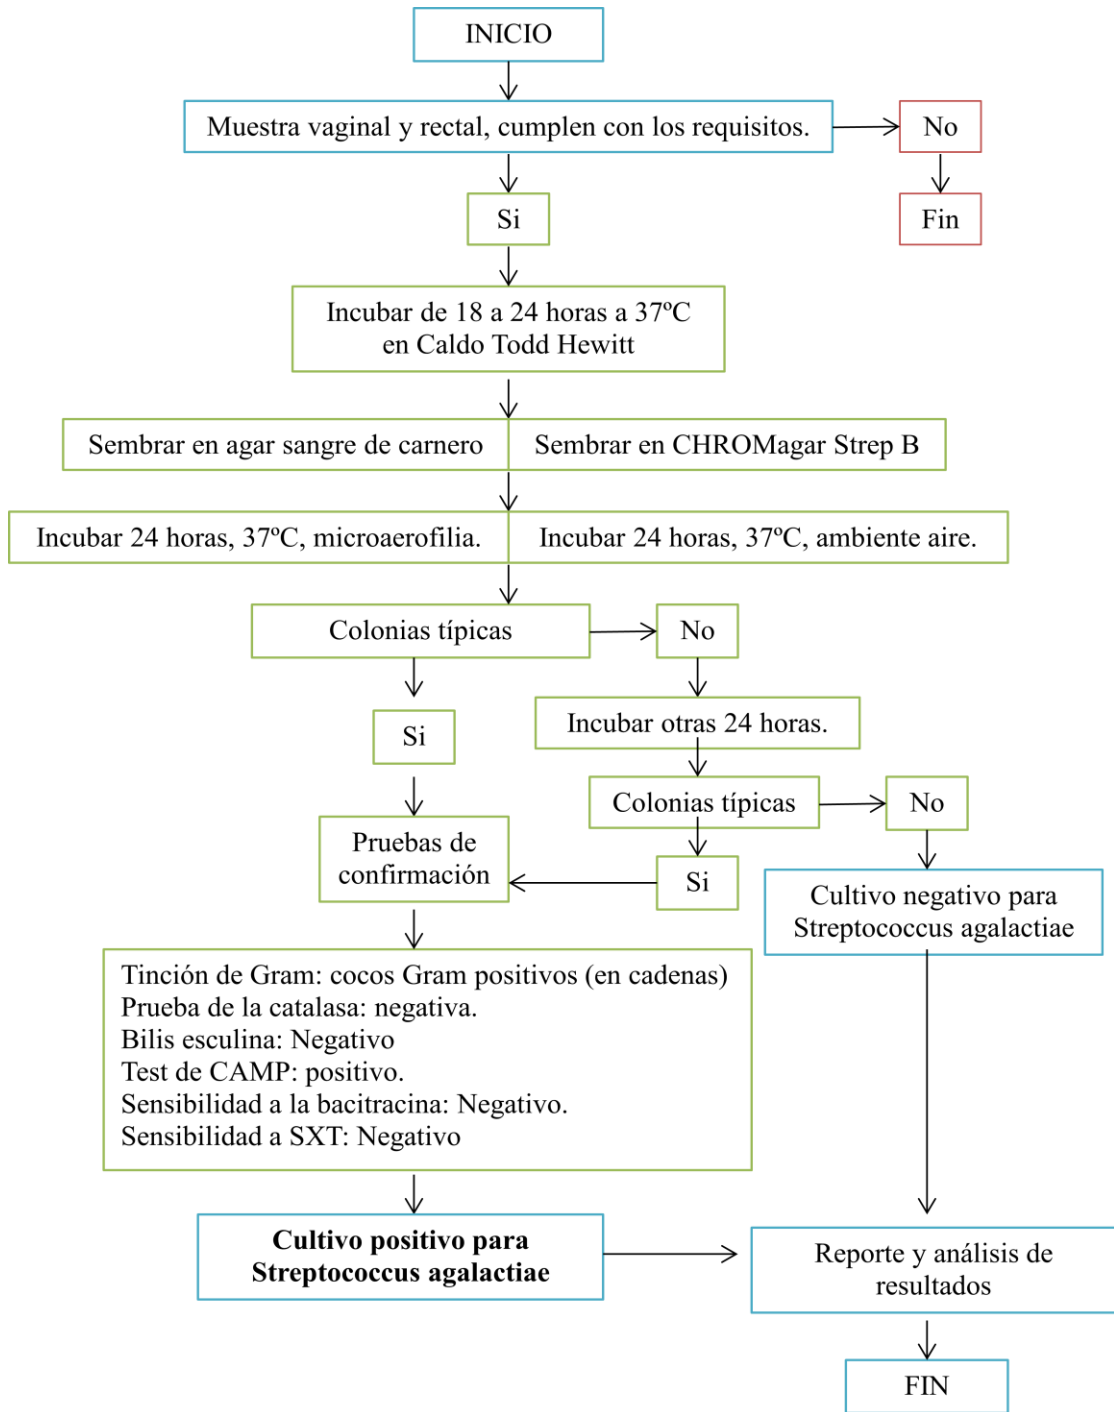 INICIO
Muestra vaginal y rectal, cumplen con los requisitos.
No
Si
Fin
Incubar de 18 a 24 horas a 37ºC
en Caldo Todd Hewitt
Sembrar en agar sangre de carnero
Sembrar en CHROMagar Strep B
Incubar 24 horas, 37ºC, microaerofilia.
Incubar 24 horas, 37ºC, ambiente aire.
Colonias típicas
No
Si
Incubar otras 24 horas.
Colonias típicas
No
Pruebas de
confirmación
Si
Cultivo negativo para
Streptococcus agalactiae
Tinción de Gram: cocos Gram positivos (en cadenas)
Prueba de la catalasa: negativa.
Bilis esculina: Negativo
Test de CAMP: positivo.
Sensibilidad a la bacitracina: Negativo.
Sensibilidad a SXT: Negativo
Cultivo positivo para
Streptococcus agalactiae
Reporte y análisis de
resultados
FIN